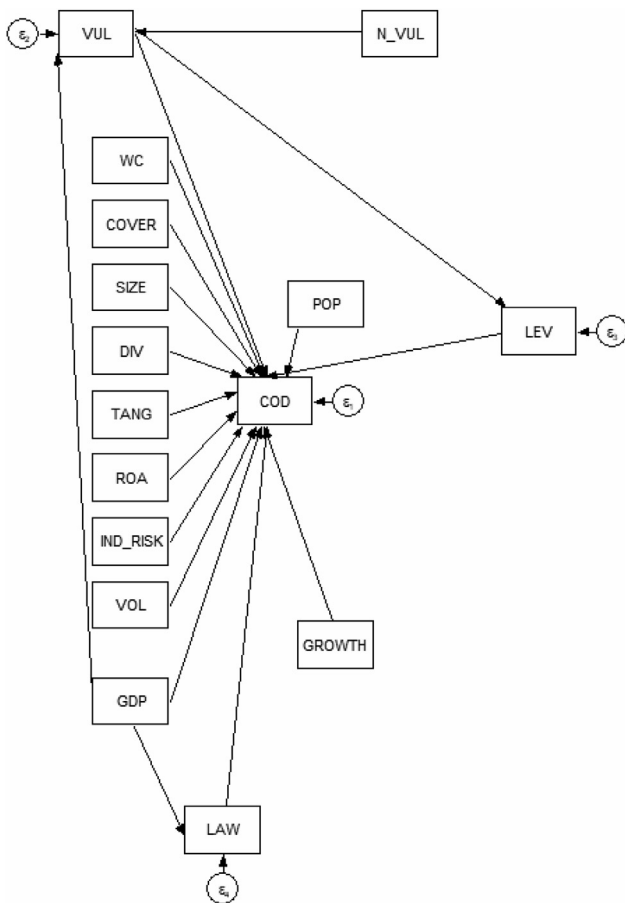 ε₂
VUL
N_VUL
WC
COVER
SIZE
POP
LEV
ε₃
DIV
COD
ε₁
TANG
ROA
IND_RISK
VOL
GROWTH
GDP
LAW
ε₄